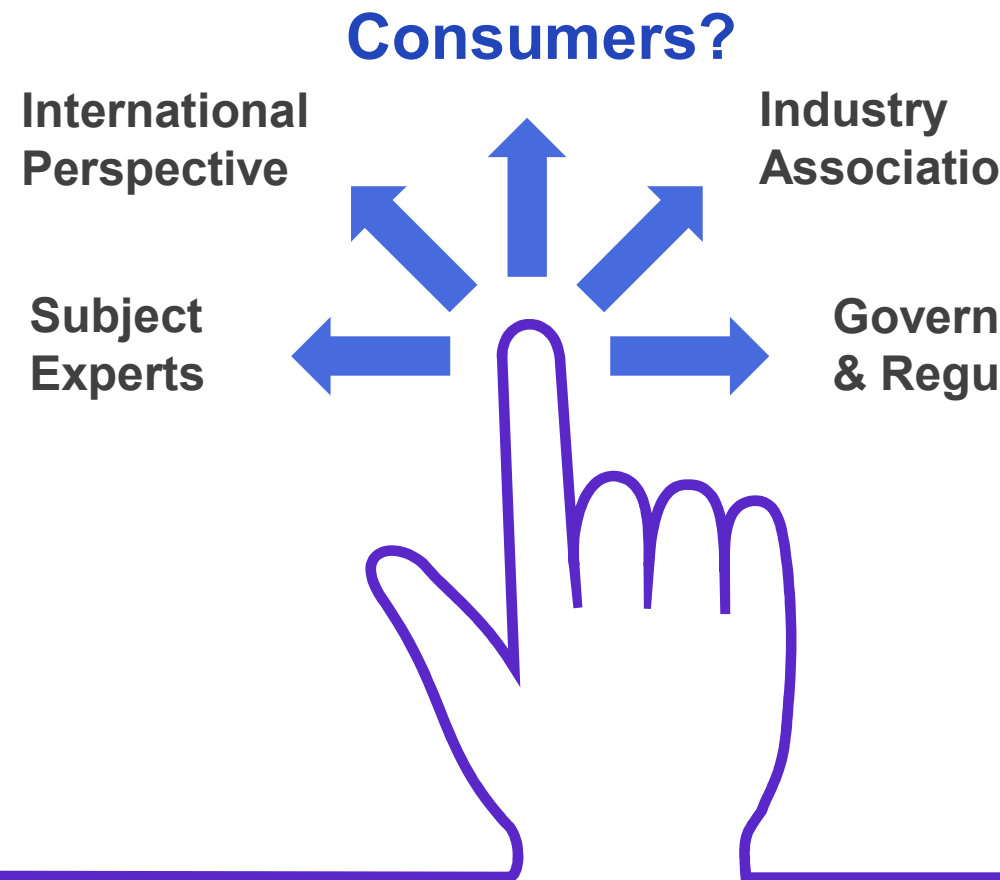 Consumers?
International
Perspective
Industry
Associatio
Subject
Experts
Govern
& Regu